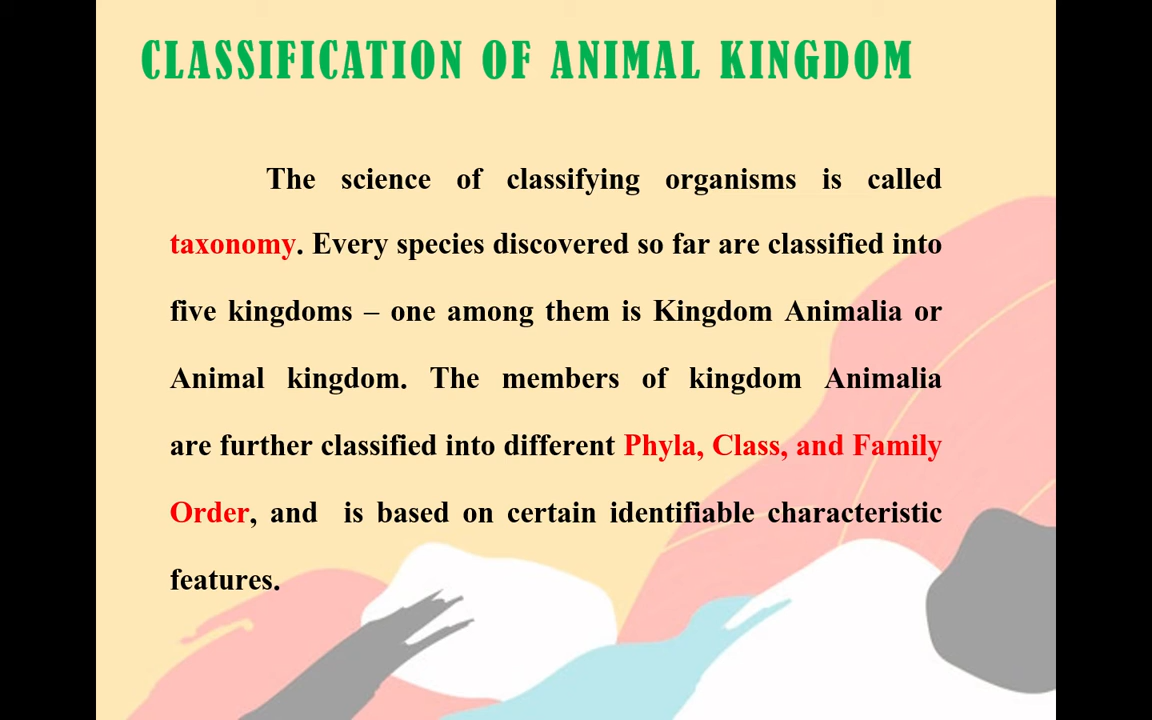 CLASSIFICATION OF ANIMAL KINGDOM
The science of classifying organisms is called
taxonomy. Every species discovered so far are classified into
five kingdoms – one among them is Kingdom Animalia or
Animal kingdom. The members of kingdom Animalia
are further classified into different Phyla, Class, and Family
Order, and is based on certain identifiable characteristic
features.